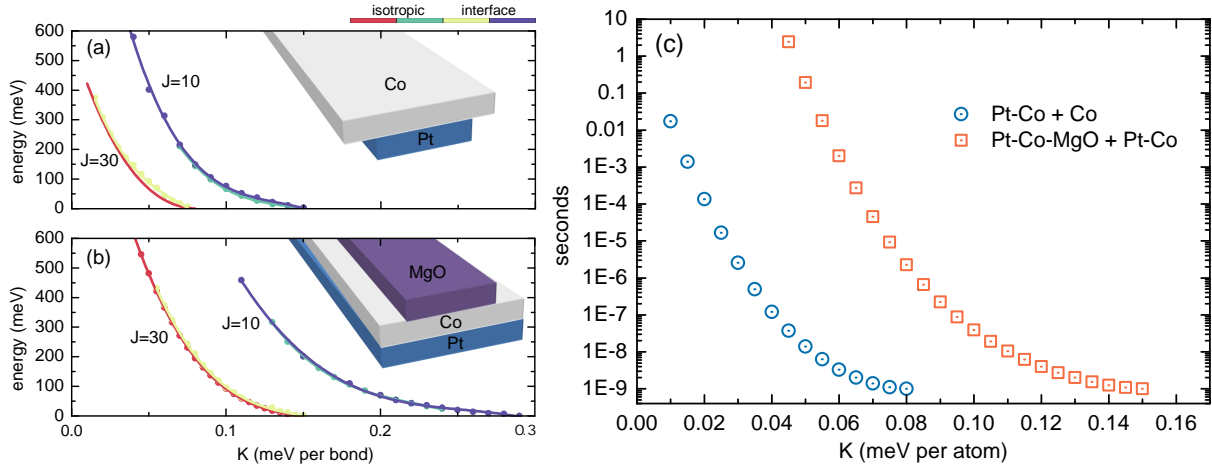 isotropic interface
(a)
600
500
400
300
200
100
0
energy (meV)
J=10
J=30
Co
Pt
(b)
600
500
400
300
200
100
0
energy (meV)
J=30
J=10
MgO
Co
Pt
0.0 0.1 0.2 0.3
K (meV per bond)
(c)
10
1
0.1
0.01
1E-3
1E-4
1E-5
1E-6
1E-7
1E-8
1E-9
seconds
Pt-Co + Co
Pt-Co-MgO + Pt-Co
0.00 0.02 0.04 0.06 0.08 0.10 0.12 0.14 0.16
K (meV per atom)